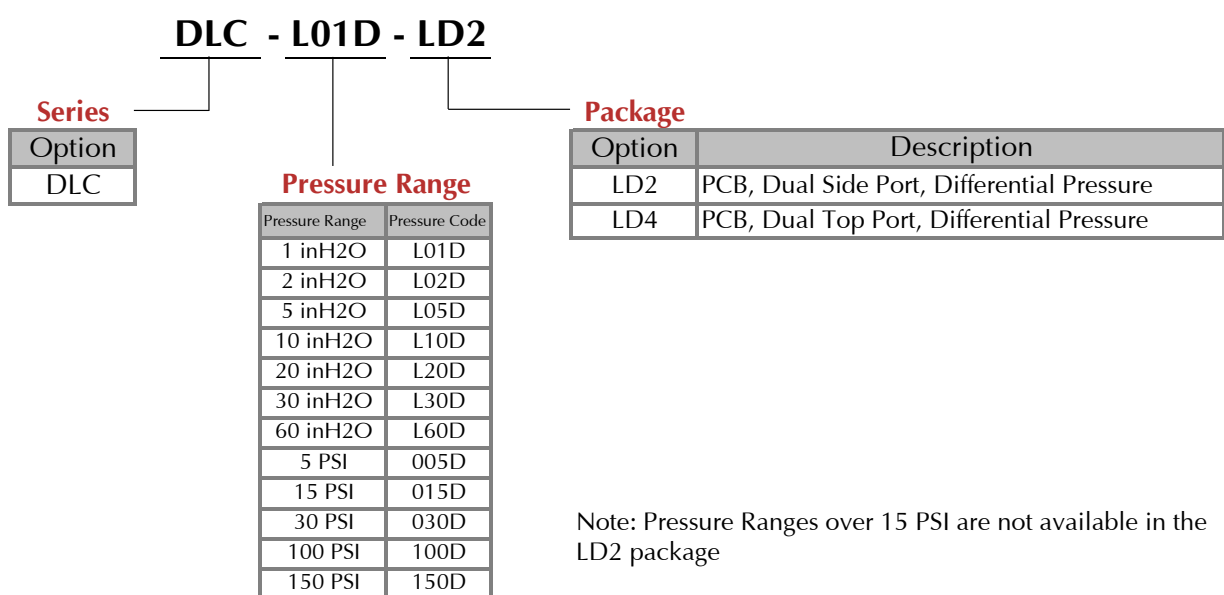 DLC - L01D - LD2
Series
Option
DLC
Pressure Range
Pressure Range Pressure Code
1 inH2O L01D
2 inH2O L02D
5 inH2O L05D
10 inH2O L10D
20 inH2O L20D
30 inH2O L30D
60 inH2O L60D
5 PSI 005D
15 PSI 015D
30 PSI 030D
100 PSI 100D
150 PSI 150D
Package
Option Description
LD2 PCB, Dual Side Port, Differential Pressure
LD4 PCB, Dual Top Port, Differential Pressure
Note: Pressure Ranges over 15 PSI are not available in the
LD2 package